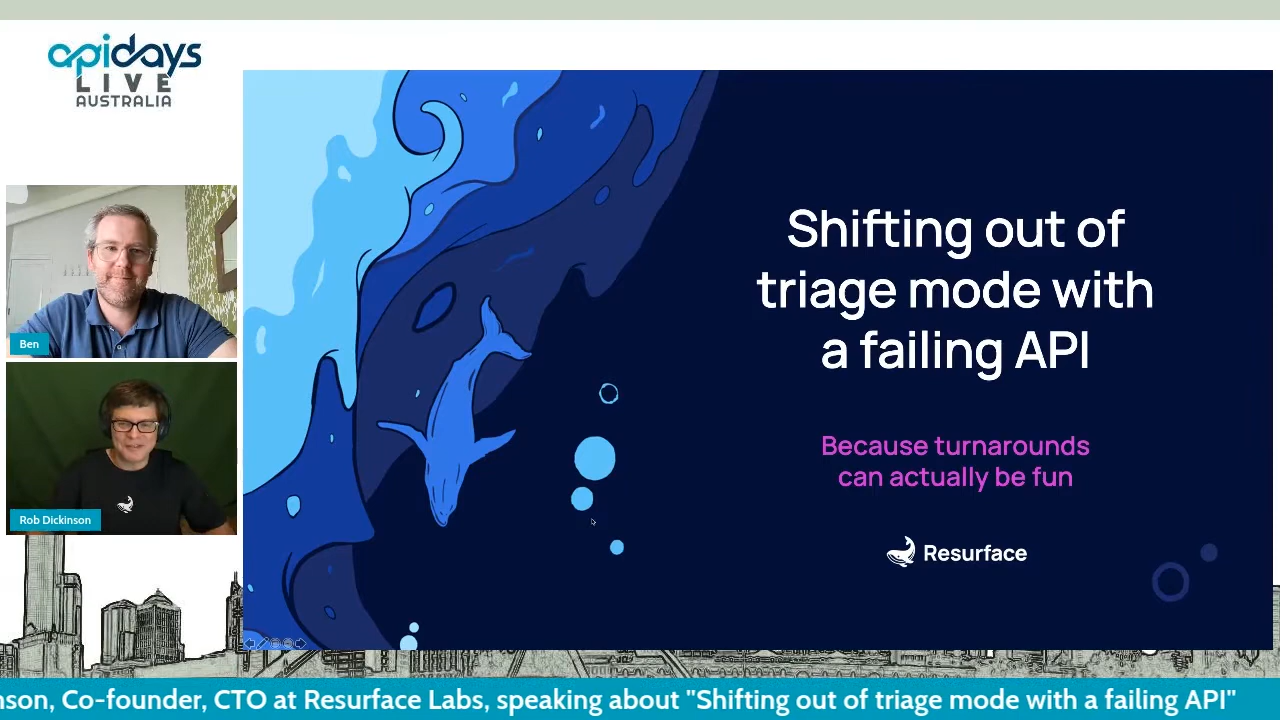 apidays
LIVE
AUSTRALIA
Ben
Rob Dickinson
Shifting out of
triage mode with
a failing API
Because turnarounds
can actually be fun
Resurface
nson, Co-founder, CTO at Resurface Labs, speaking about "Shifting out of triage mode with a failing API"